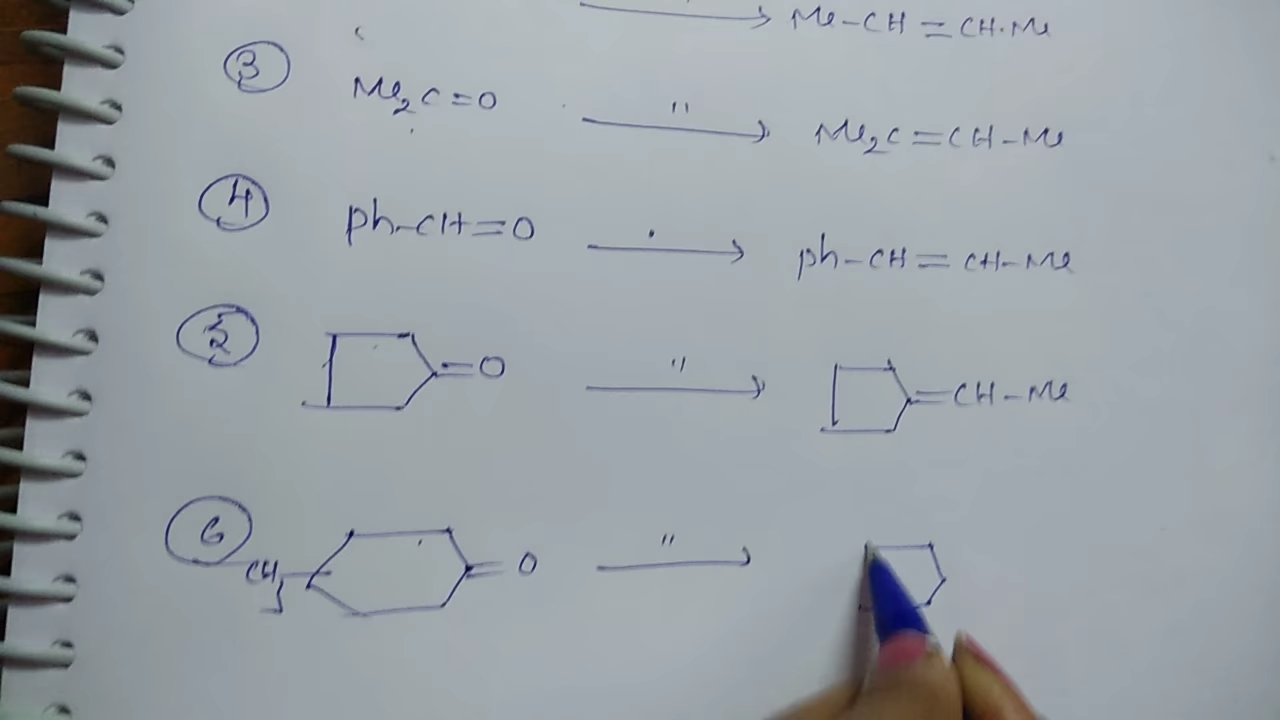 ⟶ Me-CH=CH·Me
③ Me₂C=O ⟶ " Me₂C=CH-Me
④ Ph-CH=O ⟶ Ph-CH=CH-Me
⑤ =O ⟶ " =CH-Me
⑥ CH₃ =O ⟶ "